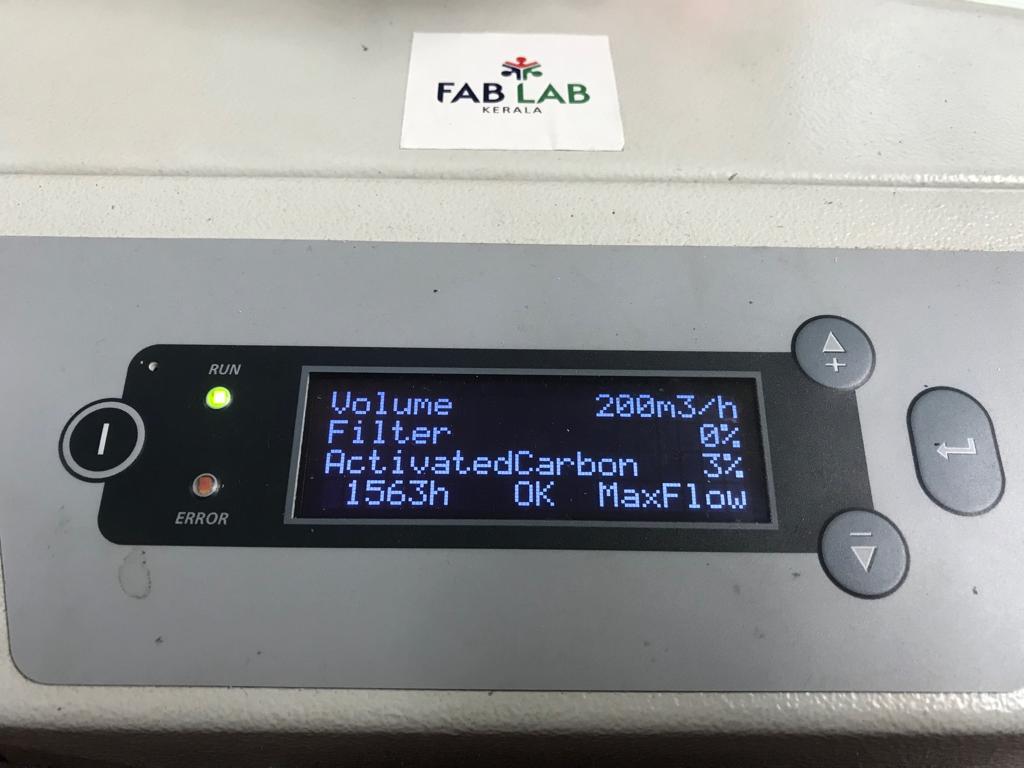 FAB LAB
KERALA
RUN
Volume 200m3/h
Filter 0%
ActivatedCarbon 3%
1563h OK MaxFlow
ERROR